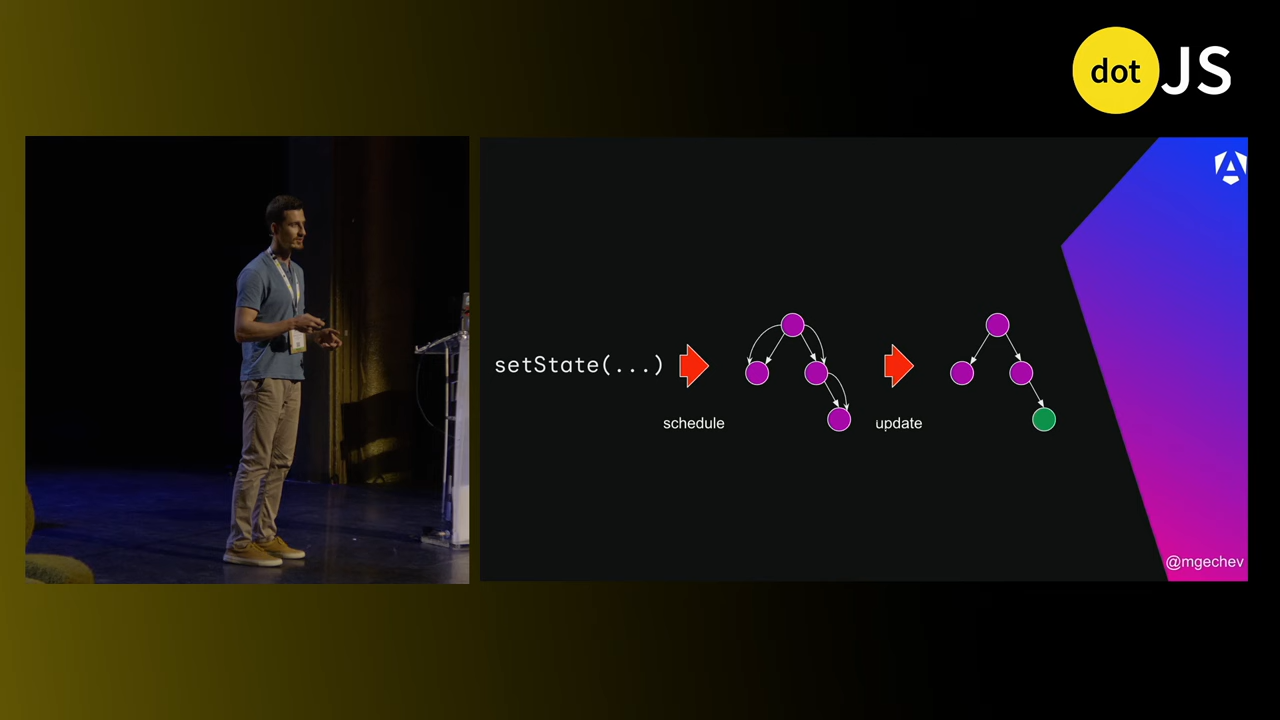 dot JS
setState(...)
schedule
update
@mgechev